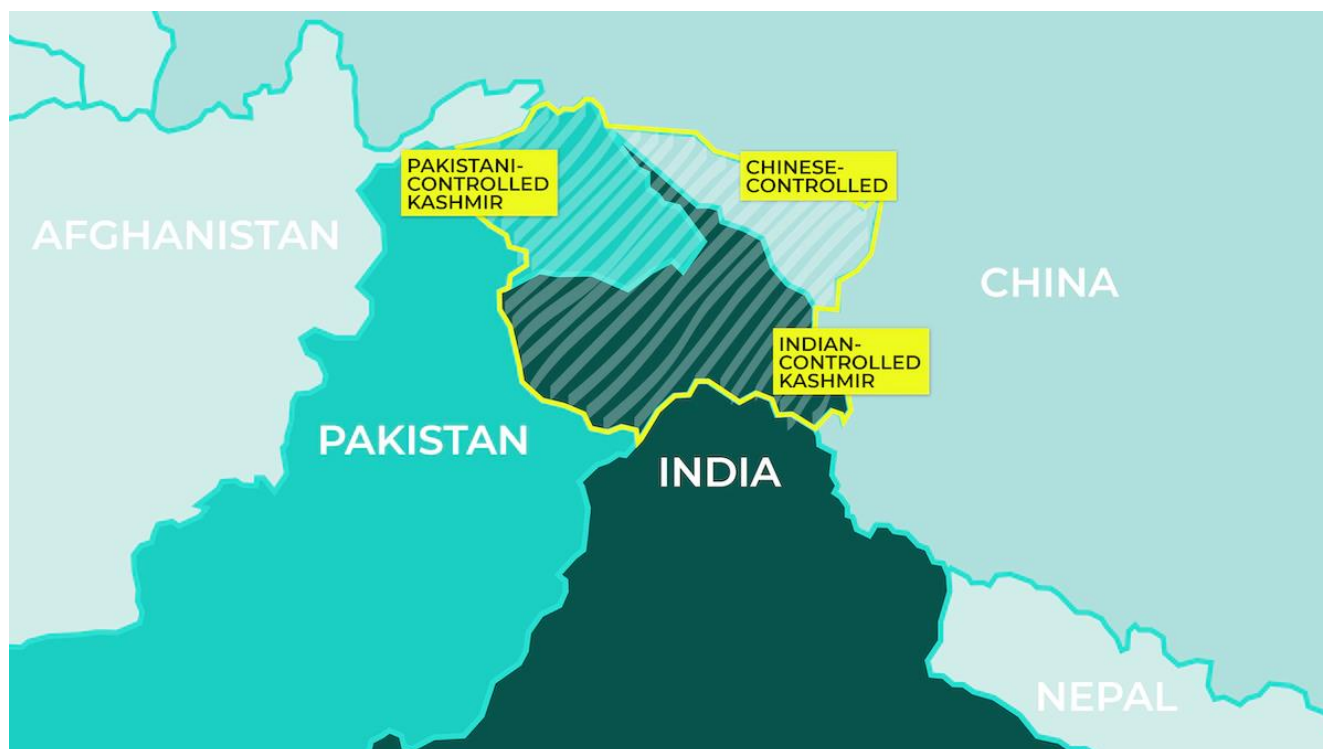 PAKISTANI-
CONTROLLED
KASHMIR
CHINESE-
CONTROLLED
AFGHANISTAN
CHINA
INDIAN-
CONTROLLED
KASHMIR
PAKISTAN
INDIA
NEPAL